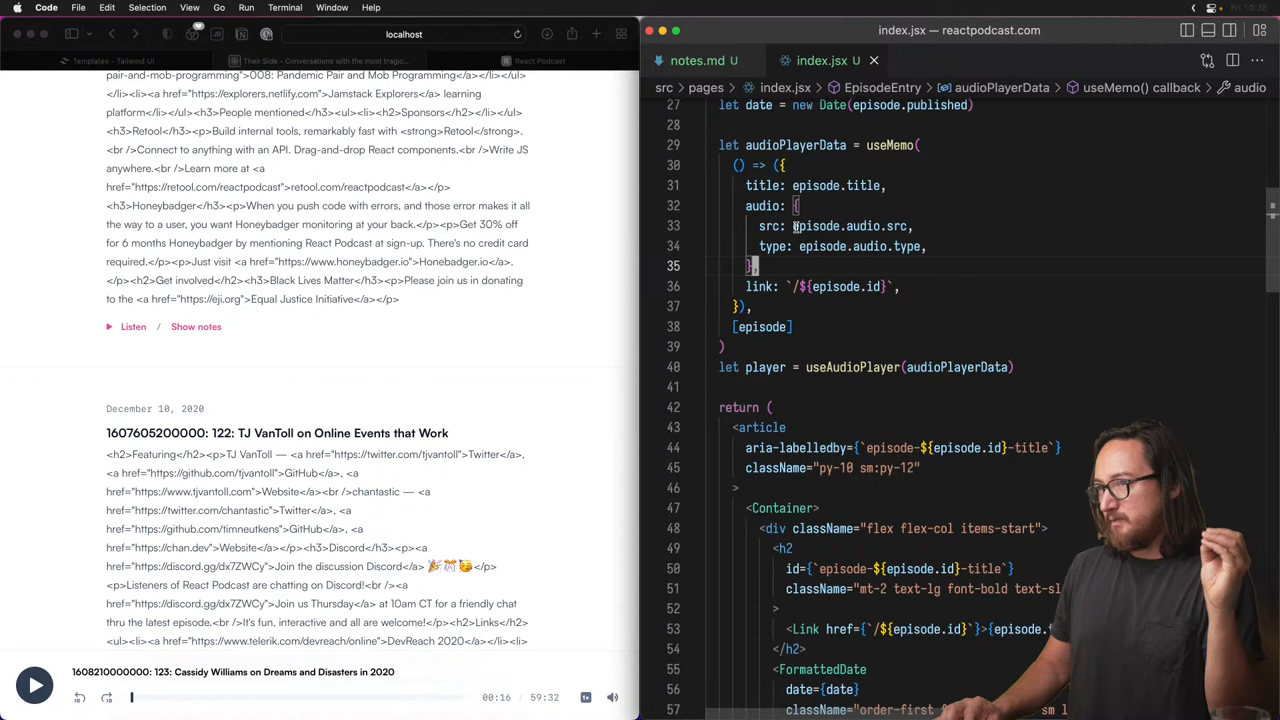 Code File Edit Selection View Go Run Terminal Window Help
Fri 10:38
localhost
Templates - Tailwind UI
Their Side - Conversations with the most tragic...
React Podcast
pair-and-mob-programming">008: Pandemic Pair and Mob Programming</a></li></ul>
<li><a href="https://explorers.netlify.com">Jamstack Explorers</a> learning
platform</li></ul><h3>People mentioned</h3><ul><l><h2>Sponsors</h2></ul>
<h3>Retool</h3><p>Build internal tools, remarkably fast with <strong>Retool</strong>.
<br />Connect to anything with an API. Drag-and-drop React components.<br />Write JS
anywhere.<br />Learn more at <a
href="https://retool.com/reactpodcast">retool.com/reactpodcast</a></p>
<h3>Honeybadger</h3><p>When you push code with errors, and those error makes it all
the way to a user, you want Honeybadger monitoring at your back.</p><p>Get 30% off
for 6 months Honeybadger by mentioning React Podcast at sign-up. There's no credit card
required.</p><p>Just visit <a href="https://www.honeybadger.io">Honebadger.io</a>.
</p><h2>Get involved</h2><h3>Black Lives Matter</h3><p>Please join us in donating
to the <a href="https://eji.org">Equal Justice Initiative</a></p>
Listen / Show notes
December 10, 2020
1607605200000: 122: TJ VanToll on Online Events that Work
<h2>Featuring</h2><p>TJ VanToll — <a href="https://twitter.com/tjvantoll">Twitter</a>,
<a href="https://github.com/tjvantoll">GitHub</a>, <a
href="https://www.tjvantoll.com">Website</a><br />chantastic — <a
href="https://twitter.com/chantastic">Twitter</a>, <a
href="https://github.com/timneutkens">GitHub</a>, <a
href="https://chan.dev">Website</a></p><h3>Discord</h3><p><a
href="https://discord.gg/dx7ZWCy">Join the discussion Discord</a> 🎉🎊🥳</p>
<p>Listeners of React Podcast are chatting on Discord!<br /><a
href="https://discord.gg/dx7ZWCy">Join us Thursday</a> at 10am CT for a friendly chat
thru the latest episode.<br />It's fun, interactive and all are welcome!</p><h2>Links</h2>
<ul><li><a href="https://www.telerik.com/devreach/online">DevReach 2020</a></li><li>
1608210000000: 123: Cassidy Williams on Dreams and Disasters in 2020
00:16 / 59:32 1x
index.jsx — reactpodcast.com
notes.md U index.jsx U
src > pages > index.jsx > EpisodeEntry > audioPlayerData > useMemo() callback > audio
27 let date = new Date(episode.published)
28
29 let audioPlayerData = useMemo(
30 () => ({
31 title: episode.title,
32 audio: {
33 src: episode.audio.src,
34 type: episode.audio.type,
35 },
36 link: `/${episode.id}`,
37 }),
38 [episode]
39 )
40 let player = useAudioPlayer(audioPlayerData)
41
42 return (
43 <article
44 aria-labelledby={`episode-${episode.id}-title`}
45 className="py-10 sm:py-12"
46 >
47 <Container>
48 <div className="flex flex-col items-start">
49 <h2
50 id={`episode-${episode.id}-title`}
51 className="mt-2 text-lg font-bold text-sl
52 >
53 <Link href={`/${episode.id}`}>{episode.t
54 </h2>
55 <FormattedDate
56 date={date}
57 className="order-first sm